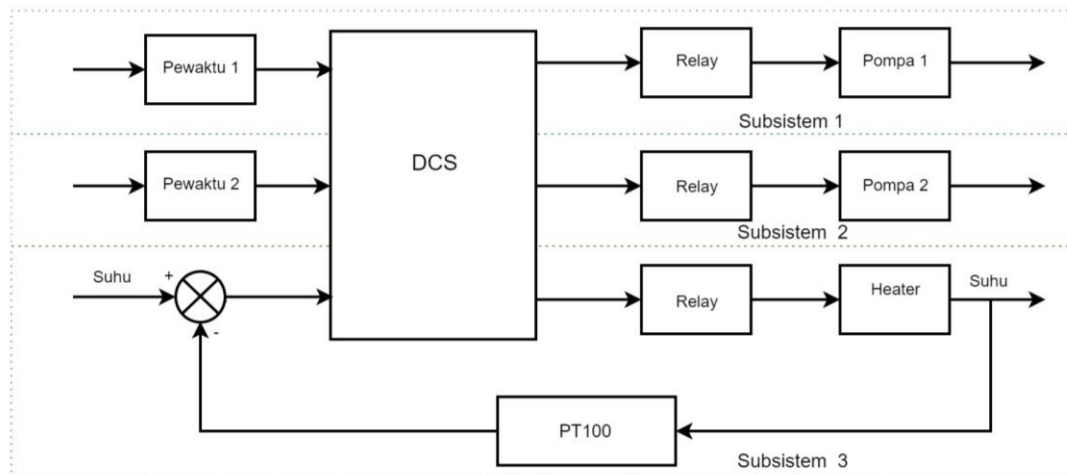 Pewaktu 1
Relay
Pompa 1
Subsistem 1
DCS
Pewaktu 2
Relay
Pompa 2
Subsistem 2
Suhu
+
-
Relay
Heater
Suhu
PT100
Subsistem 3